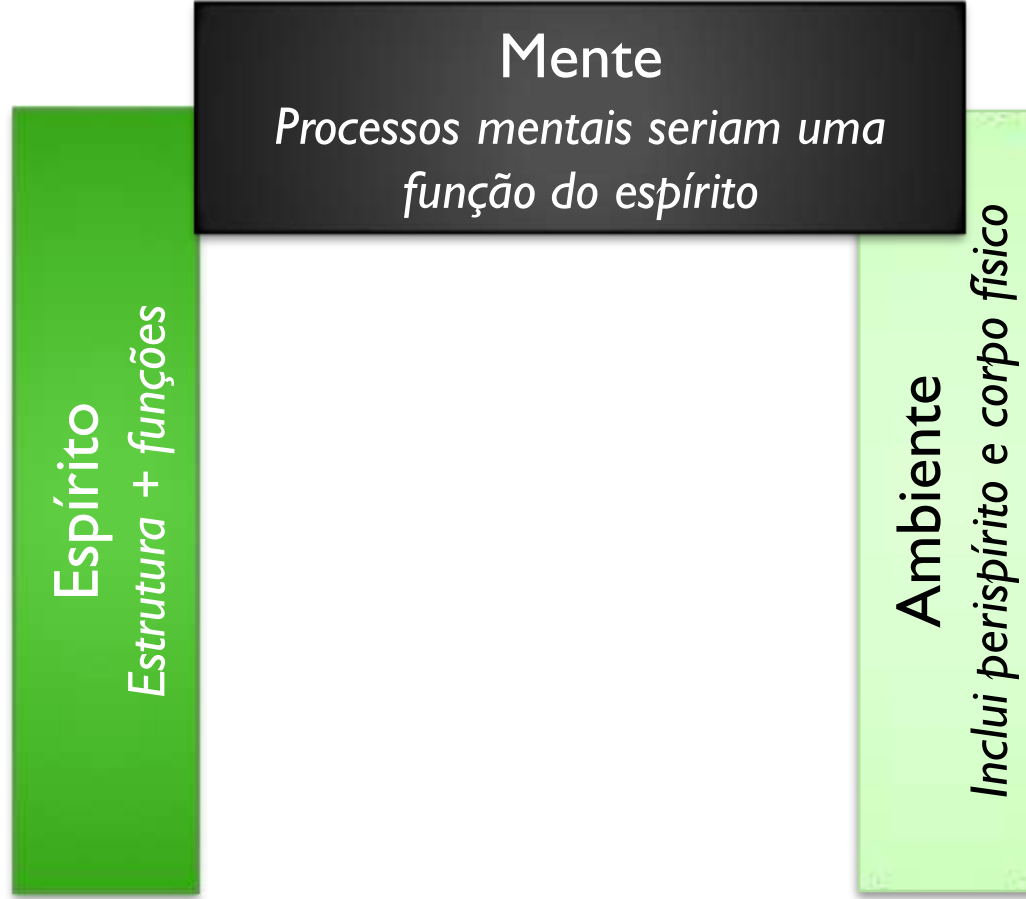 Mente
Processos mentais seriam uma
função do espírito
Espírito
Estrutura + funções
Ambiente
Inclui perispírito e corpo físico